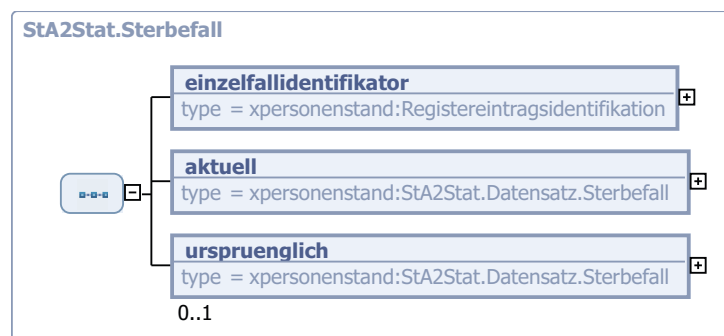 StA2Stat.Sterbefall
einzelfallidentifikator
type = xpersonenstand:Registereintragsidentifikation
aktuell
type = xpersonenstand:StA2Stat.Datensatz.Sterbefall
urspruenglich
type = xpersonenstand:StA2Stat.Datensatz.Sterbefall
0..1